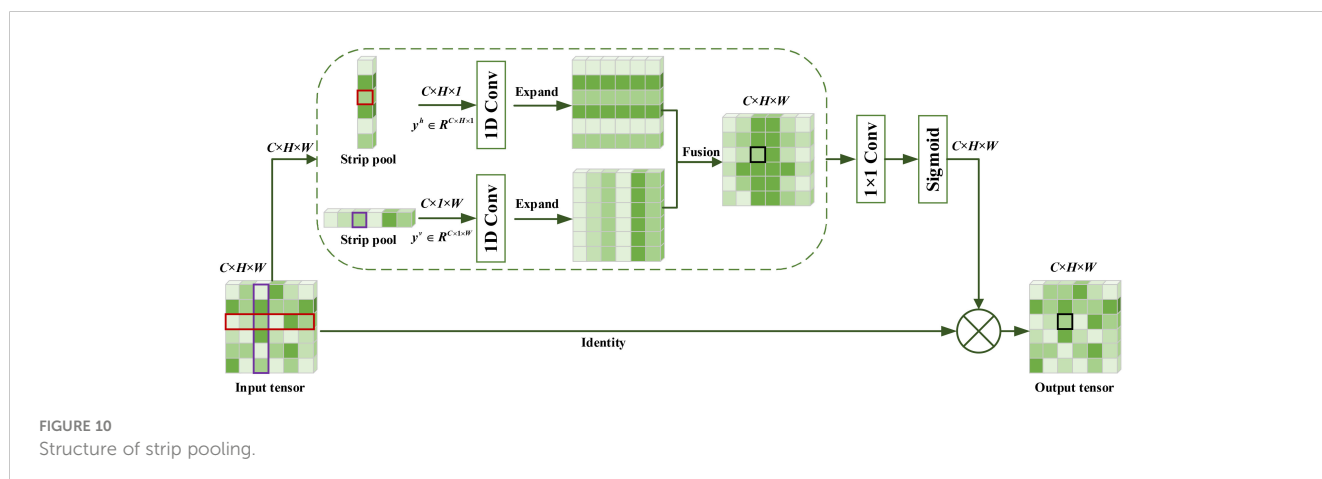 C×H×W
Strip pool
C×H×1
y^h ∈ R^{C×H×1}
1D Conv
Expand
Strip pool
C×1×W
y^v ∈ R^{C×1×W}
1D Conv
Expand
Fusion
C×H×W
1×1 Conv
Sigmoid
C×H×W
C×H×W
Input tensor
Identity
C×H×W
Output tensor
FIGURE 10
Structure of strip pooling.